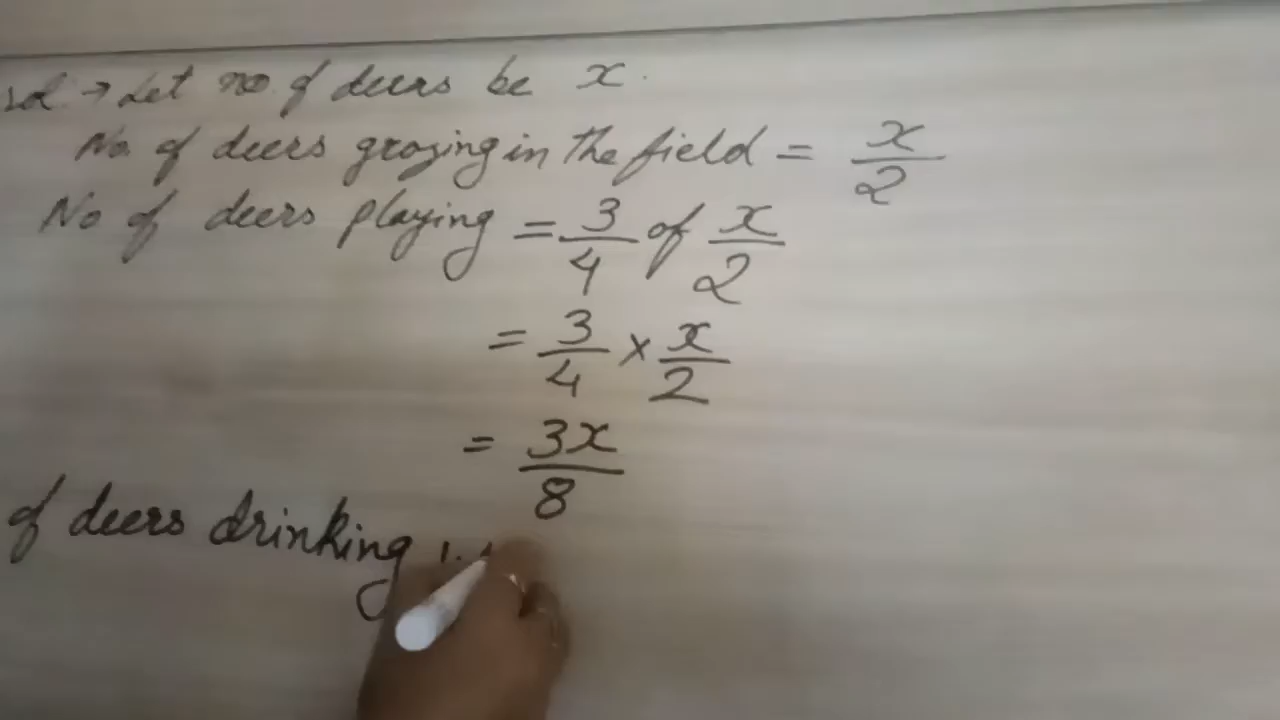 Sol → Let no. of deers be x.
No. of deers grazing in the field = x/2
No of deers playing = 3/4 of x/2
= 3/4 × x/2
= 3x/8
of deers drinking